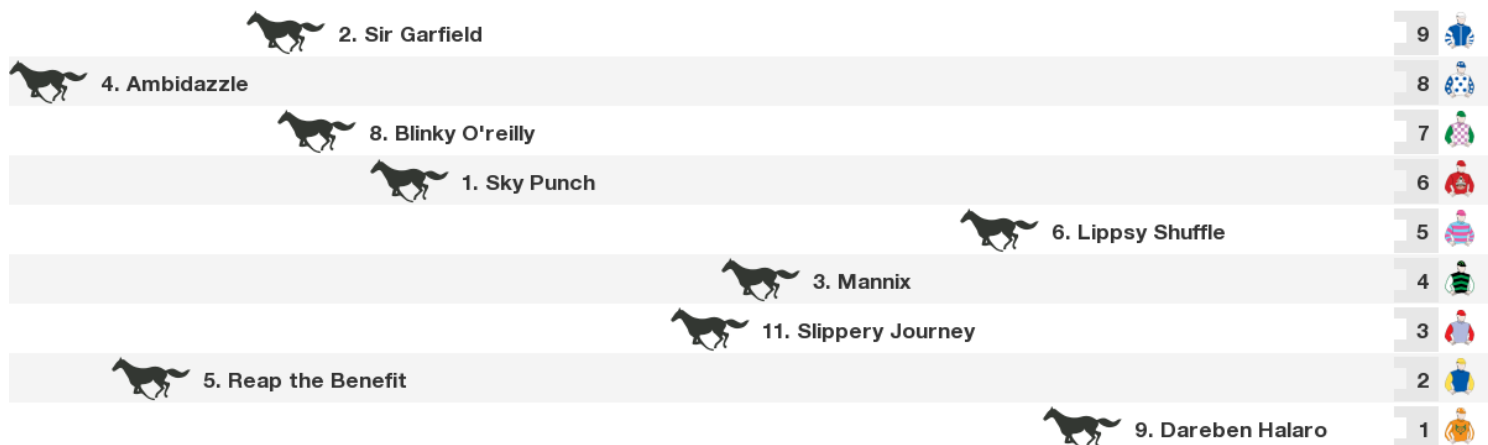 2. Sir Garfield 9
4. Ambidazzle 8
8. Blinky O'reilly 7
1. Sky Punch 6
6. Lippsy Shuffle 5
3. Mannix 4
11. Slippery Journey 3
5. Reap the Benefit 2
9. Dareben Halaro 1